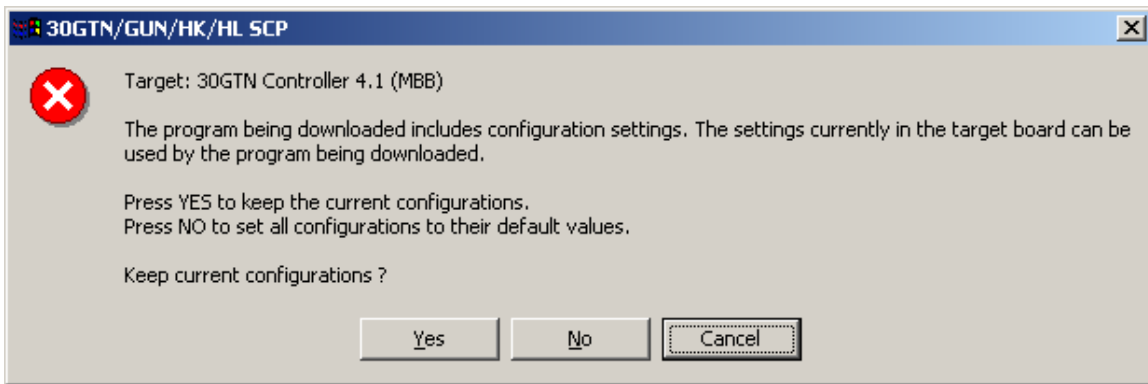 30GTN/GUN/HK/HL SCP
Target: 30GTN Controller 4.1 (MBB)
The program being downloaded includes configuration settings. The settings currently in the target board can be
used by the program being downloaded.
Press YES to keep the current configurations.
Press NO to set all configurations to their default values.
Keep current configurations ?
Yes
No
Cancel